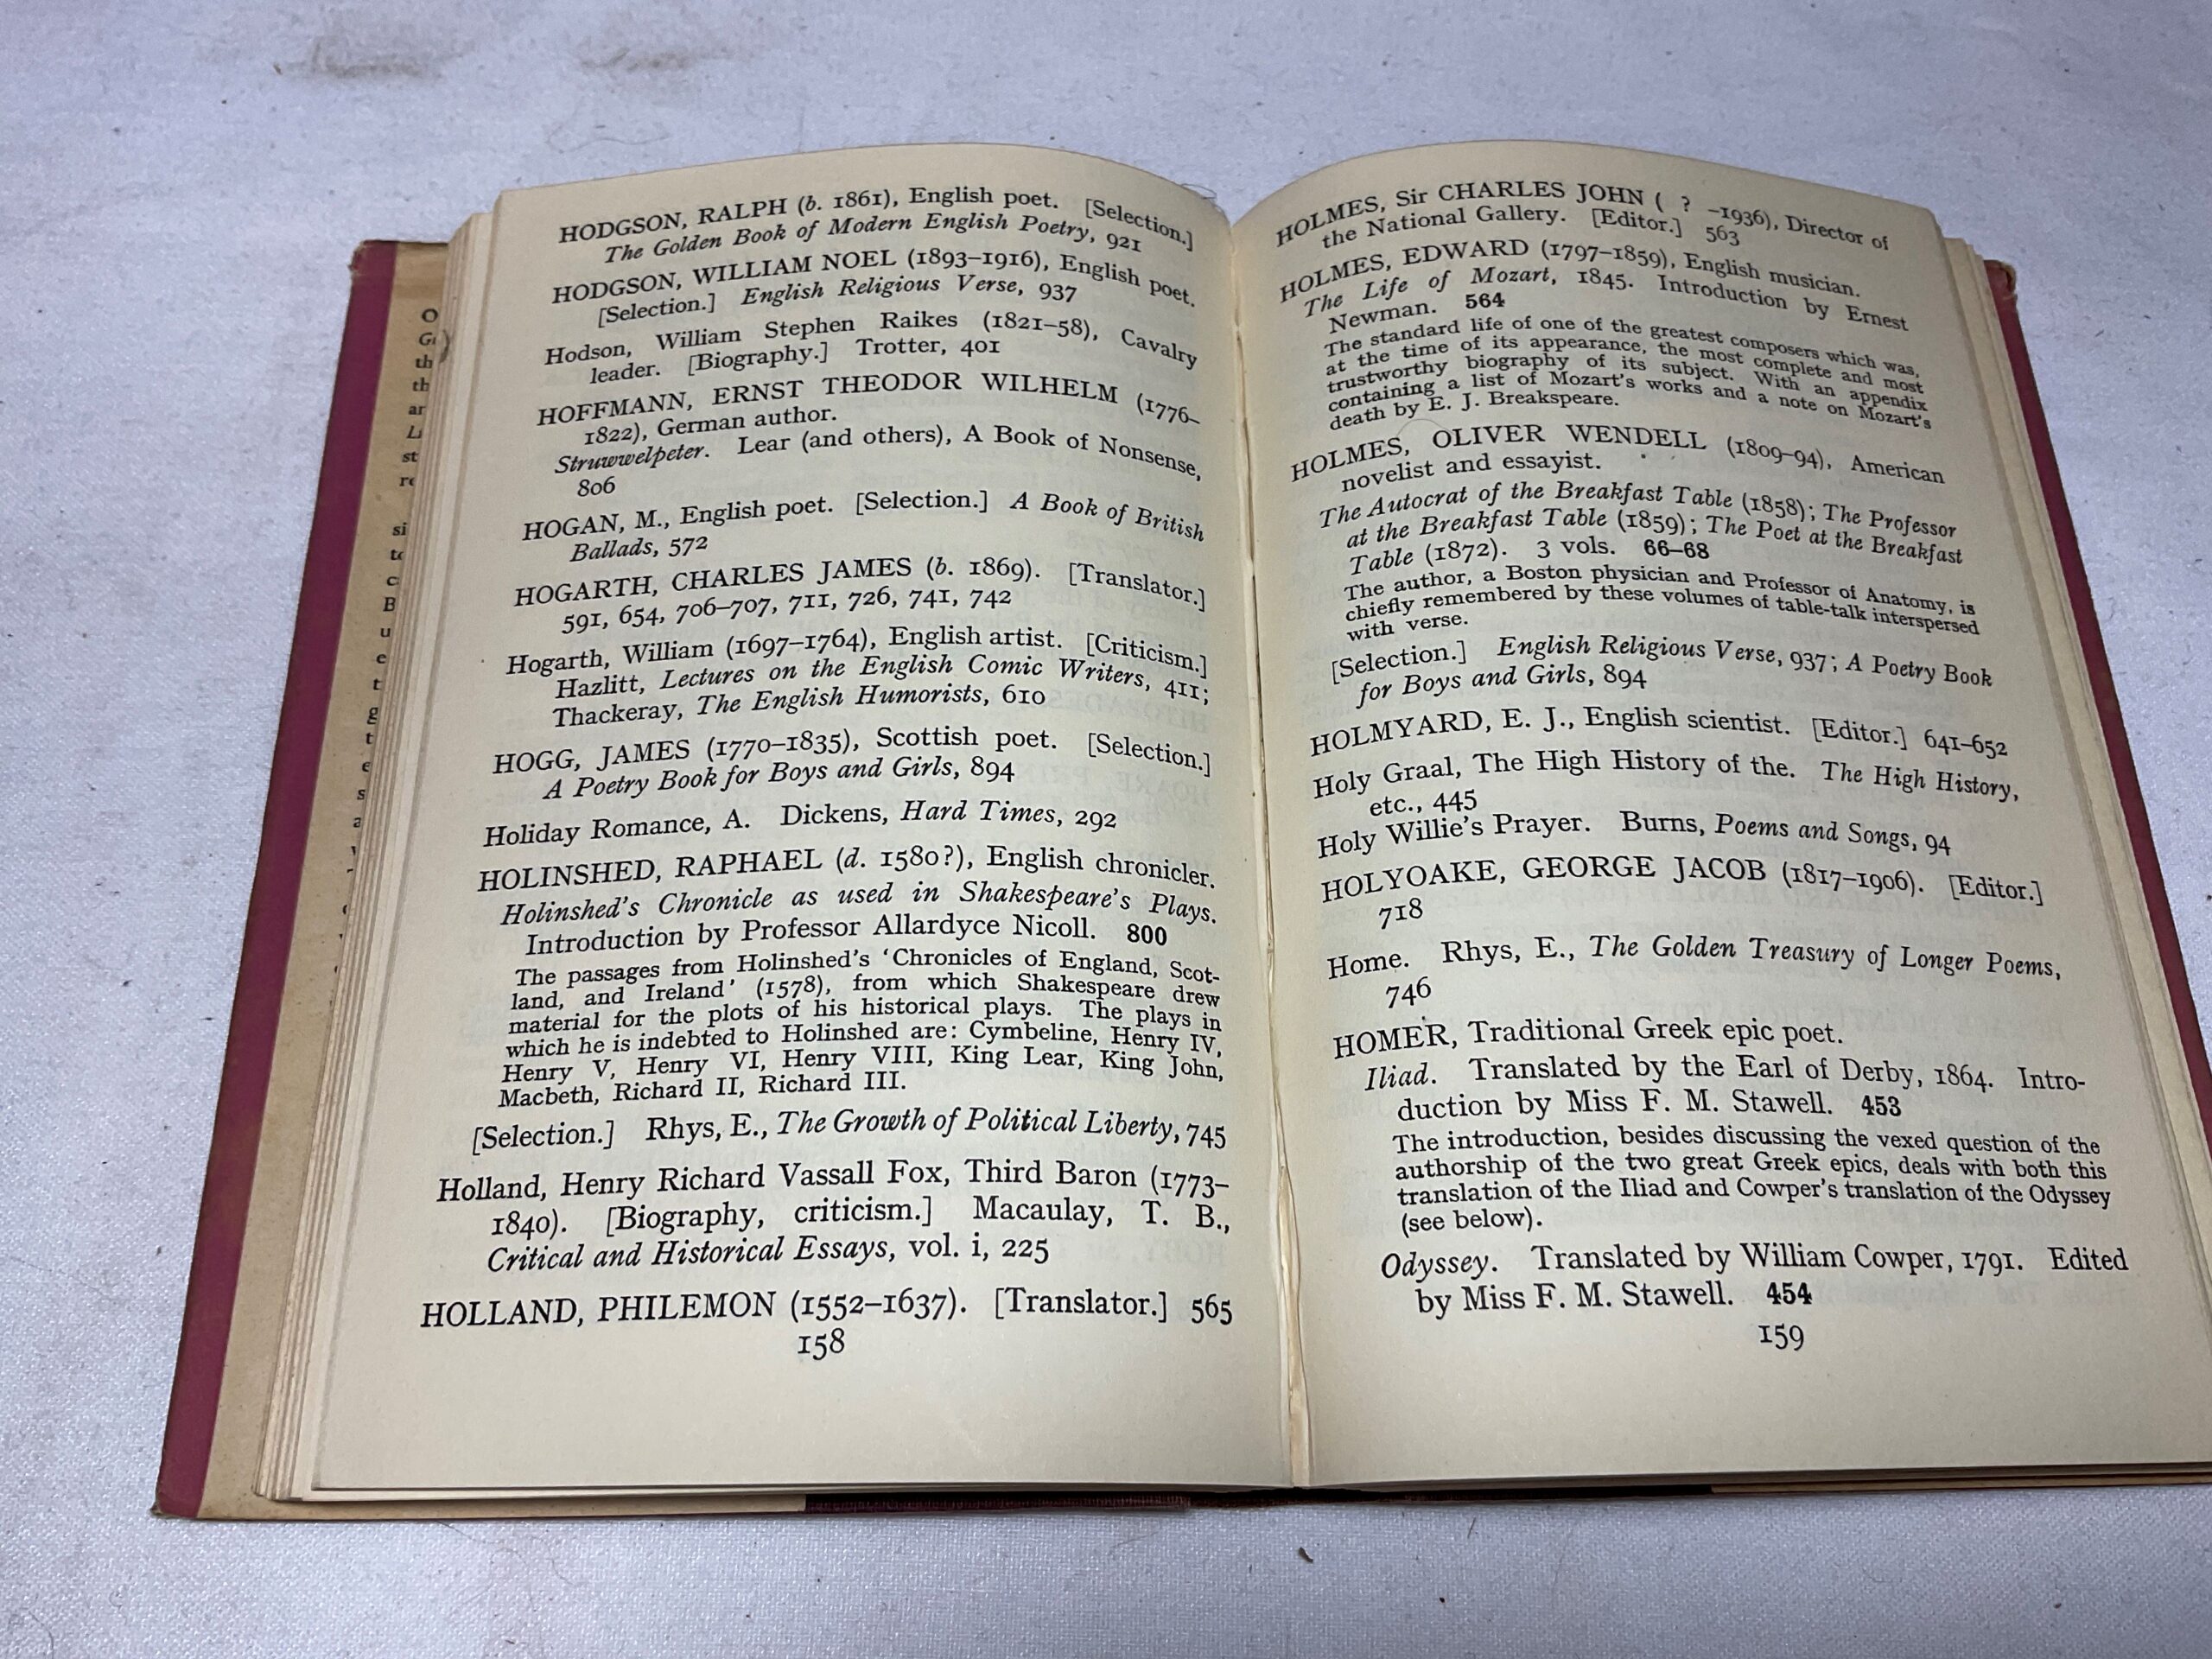 O
G
th
th
ar
L
st
re
si
to
c
B
u
e
t
g
t
e
s
a
HODGSON, RALPH (b. 1861), English poet. [Selection.]
The Golden Book of Modern English Poetry, 921
HODGSON, WILLIAM NOEL (1893–1916), English poet.
[Selection.] English Religious Verse, 937
Hodson, William Stephen Raikes (1821–58), Cavalry
leader. [Biography.] Trotter, 401
HOFFMANN, ERNST THEODOR WILHELM (1776–
1822), German author.
Struwwelpeter. Lear (and others), A Book of Nonsense,
806
HOGAN, M., English poet. [Selection.] A Book of British
Ballads, 572
HOGARTH, CHARLES JAMES (b. 1869). [Translator.]
591, 654, 706–707, 711, 726, 741, 742
Hogarth, William (1697–1764), English artist. [Criticism.]
Hazlitt, Lectures on the English Comic Writers, 411;
Thackeray, The English Humorists, 610
HOGG, JAMES (1770–1835), Scottish poet. [Selection.]
A Poetry Book for Boys and Girls, 894
Holiday Romance, A. Dickens, Hard Times, 292
HOLINSHED, RAPHAEL (d. 1580?), English chronicler.
Holinshed's Chronicle as used in Shakespeare's Plays.
Introduction by Professor Allardyce Nicoll. 800
The passages from Holinshed's 'Chronicles of England, Scot-
land, and Ireland' (1578), from which Shakespeare drew
material for the plots of his historical plays. The plays in
which he is indebted to Holinshed are: Cymbeline, Henry IV,
Henry V, Henry VI, Henry VIII, King Lear, King John,
Macbeth, Richard II, Richard III.
[Selection.] Rhys, E., The Growth of Political Liberty, 745
Holland, Henry Richard Vassall Fox, Third Baron (1773–
1840). [Biography, criticism.] Macaulay, T. B.,
Critical and Historical Essays, vol. i, 225
HOLLAND, PHILEMON (1552–1637). [Translator.] 565
158
HOLMES, Sir CHARLES JOHN ( ? –1936), Director of
the National Gallery. [Editor.] 563
HOLMES, EDWARD (1797–1859), English musician.
The Life of Mozart, 1845. Introduction by Ernest
Newman. 564
The standard life of one of the greatest composers which was,
at the time of its appearance, the most complete and most
trustworthy biography of its subject. With an appendix
containing a list of Mozart's works and a note on Mozart's
death by E. J. Breakspeare.
HOLMES, OLIVER WENDELL (1809–94), American
novelist and essayist.
The Autocrat of the Breakfast Table (1858); The Professor
at the Breakfast Table (1859); The Poet at the Breakfast
Table (1872). 3 vols. 66–68
The author, a Boston physician and Professor of Anatomy, is
chiefly remembered by these volumes of table-talk interspersed
with verse.
[Selection.] English Religious Verse, 937; A Poetry Book
for Boys and Girls, 894
HOLMYARD, E. J., English scientist. [Editor.] 641–652
Holy Graal, The High History of the. The High History,
etc., 445
Holy Willie's Prayer. Burns, Poems and Songs, 94
HOLYOAKE, GEORGE JACOB (1817–1906). [Editor.]
718
Home. Rhys, E., The Golden Treasury of Longer Poems,
746
HOMER, Traditional Greek epic poet.
Iliad. Translated by the Earl of Derby, 1864. Intro-
duction by Miss F. M. Stawell. 453
The introduction, besides discussing the vexed question of the
authorship of the two great Greek epics, deals with both this
translation of the Iliad and Cowper's translation of the Odyssey
(see below).
Odyssey. Translated by William Cowper, 1791. Edited
by Miss F. M. Stawell. 454
159